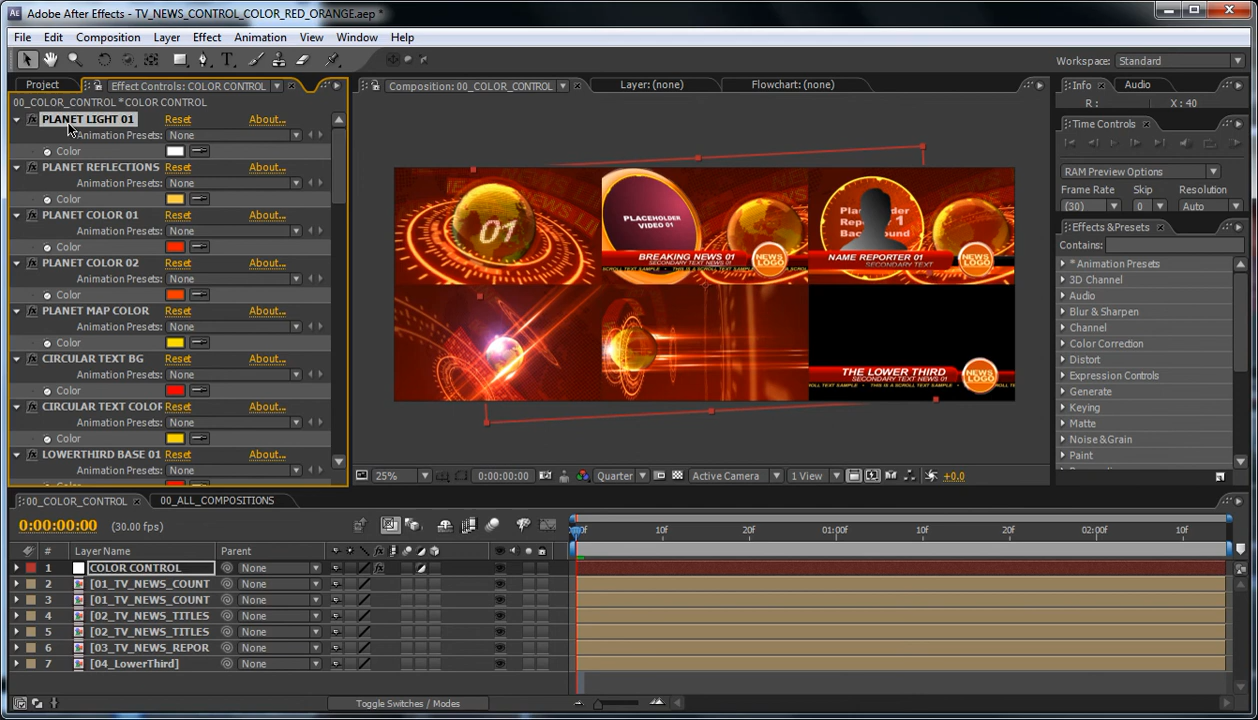 Adobe After Effects - TV_NEWS_CONTROL_COLOR_RED_ORANGE.aep *
File Edit Composition Layer Effect Animation View Window Help
Workspace: Standard
Project Effect Controls: COLOR CONTROL
Composition: 00_COLOR_CONTROL Layer: (none) Flowchart: (none)
Info Audio
00_COLOR_CONTROL * COLOR CONTROL
R : X : 40
PLANET LIGHT 01 Reset About...
Animation Presets: None
Color
PLANET REFLECTIONS Reset About...
Animation Presets: None
Color
PLANET COLOR 01 Reset About...
Animation Presets: None
Color
PLANET COLOR 02 Reset About...
Animation Presets: None
Color
PLANET MAP COLOR Reset About...
Animation Presets: None
Color
CIRCULAR TEXT BG Reset About...
Animation Presets: None
Color
CIRCULAR TEXT COLOR Reset About...
Animation Presets: None
Color
LOWERTHIRD BASE 01 Reset About...
Animation Presets: None
01
PLACEHOLDER
VIDEO 01
BREAKING NEWS 01
SECONDARY TEXT NEWS 01
NEWS
LOGO
SCROLL TEXT SAMPLE • THIS IS A SCROLL TEXT SAMPLE
NAME REPORTER 01
SECONDARY TEXT
NEWS
LOGO
THE LOWER THIRD
SECONDARY TEXT NEWS 01
NEWS
LOGO
25% 0:00:00:00 Quarter Active Camera 1 View +0.0
Time Controls
RAM Preview Options
Frame Rate Skip Resolution
(30) 0 Auto
Effects & Presets
Contains:
* Animation Presets
3D Channel
Audio
Blur & Sharpen
Channel
Color Correction
Distort
Expression Controls
Generate
Keying
Matte
Noise & Grain
Paint
00_COLOR_CONTROL 00_ALL_COMPOSITIONS
0:00:00:00 (30.00 fps)
10f 20f 01:00f 10f 20f 02:00f 10f
# Layer Name Parent
1 COLOR CONTROL None
2 [01_TV_NEWS_COUNT None
3 [01_TV_NEWS_COUNT None
4 [02_TV_NEWS_TITLES None
5 [02_TV_NEWS_TITLES None
6 [03_TV_NEWS_REPOR None
7 [04_LowerThird] None
Toggle Switches / Modes